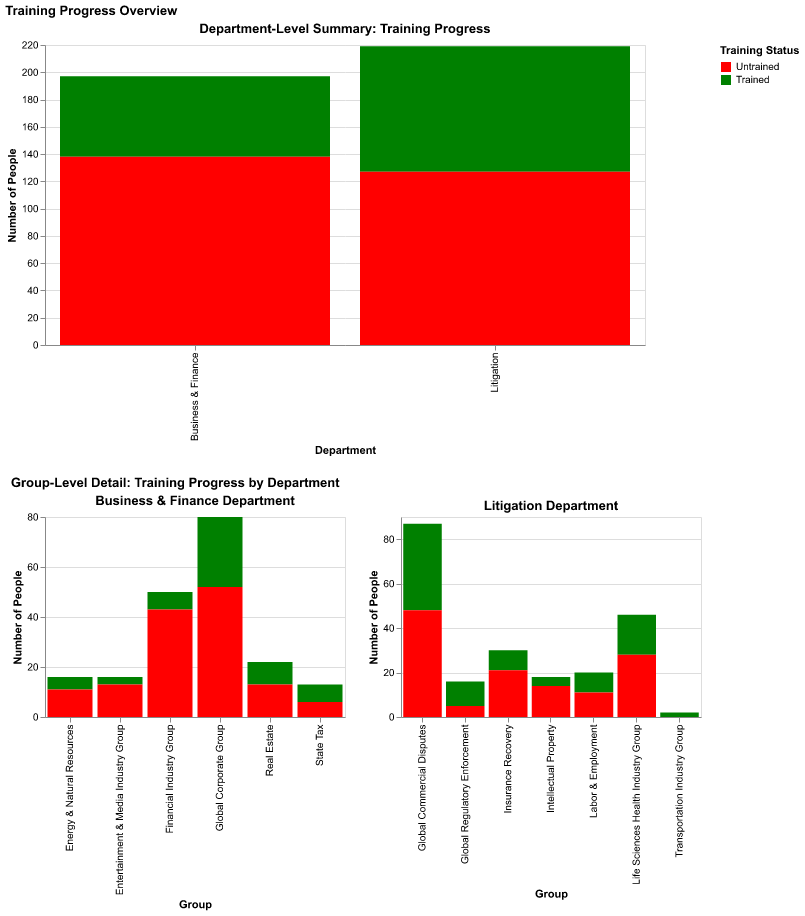 Training Progress Overview
Department-Level Summary: Training Progress
220
200
180
160
140
120
100
80
60
40
20
0
Number of People
Business & Finance
Litigation
Department
Training Status
Untrained
Trained
Group-Level Detail: Training Progress by Department
Business & Finance Department
80
60
40
20
0
Number of People
Energy & Natural Resources
Entertainment & Media Industry Group
Financial Industry Group
Global Corporate Group
Real Estate
State Tax
Group
Litigation Department
80
60
40
20
0
Number of People
Global Commercial Disputes
Global Regulatory Enforcement
Insurance Recovery
Intellectual Property
Labor & Employment
Life Sciences Health Industry Group
Transportation Industry Group
Group